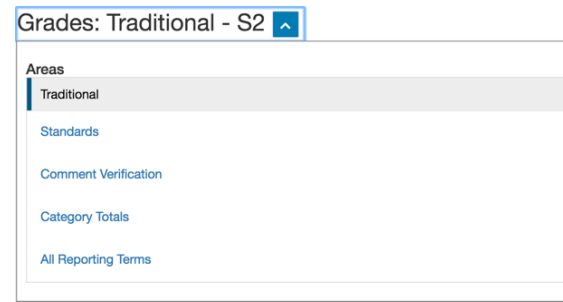 Grades: Traditional - S2
Areas
Traditional
Standards
Comment Verification
Category Totals
All Reporting Terms